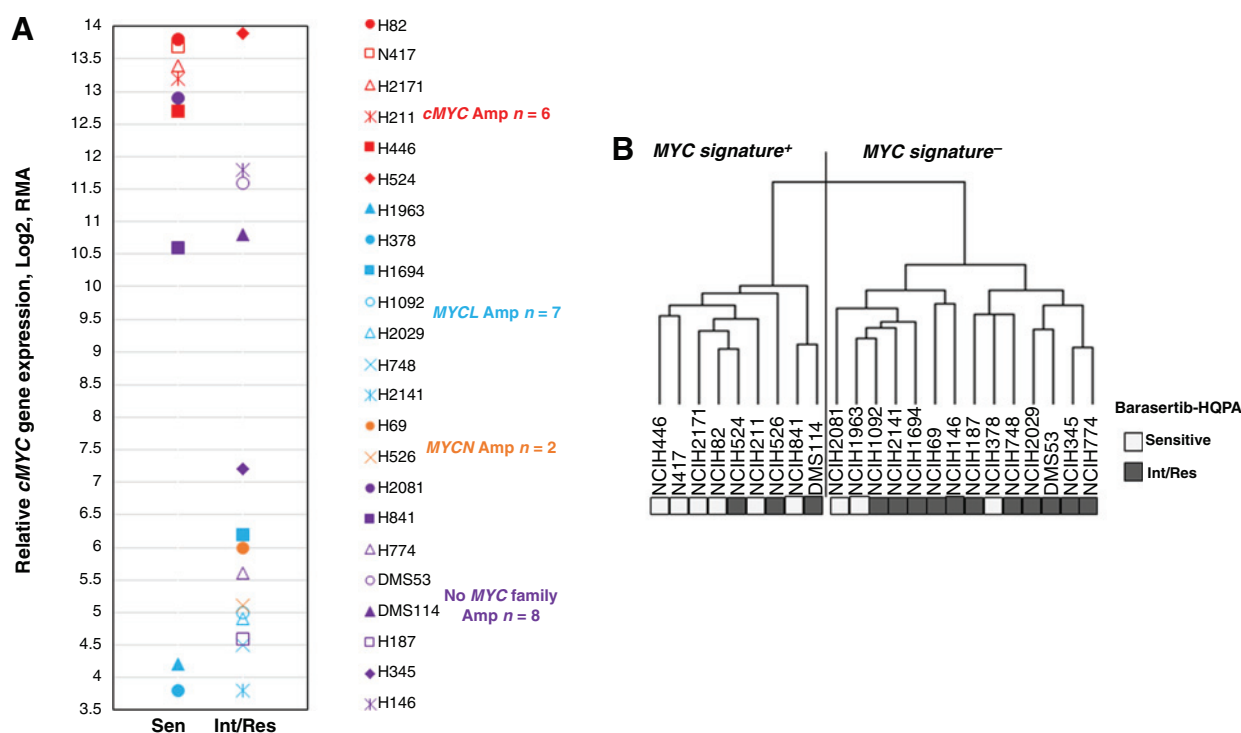 A
Relative cMYC gene expression, Log2, RMA
14
13.5
13
12.5
12
11.5
11
10.5
10
9.5
9
8.5
8
7.5
7
6.5
6
5.5
5
4.5
4
3.5
Sen Int/Res
H82
N417
H2171
H211
cMYC Amp n = 6
H446
H524
H1963
H378
H1694
H1092
MYCL Amp n = 7
H2029
H748
H2141
H69
MYCN Amp n = 2
H526
H2081
H841
H774
DMS53
No MYC family
Amp n = 8
DMS114
H187
H345
H146
B
MYC signature+ MYC signature–
NCIH446
N417
NCIH2171
NCIH82
NCIH524
NCIH211
NCIH526
NCIH841
DMS114
NCIH2081
NCIH1963
NCIH1092
NCIH2141
NCIH1694
NCIH69
NCIH146
NCIH187
NCIH378
NCIH748
NCIH2029
DMS53
NCIH345
NCIH774
Barasertib-HQPA
Sensitive
Int/Res